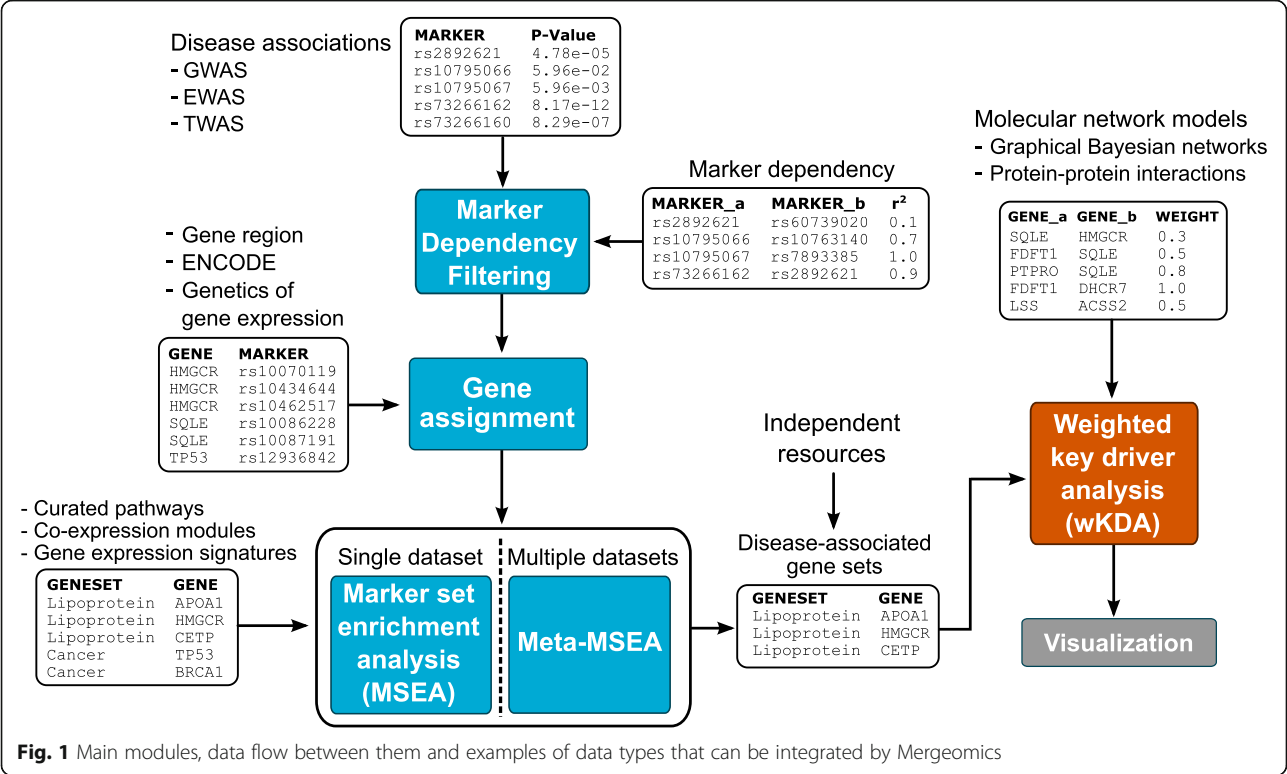 Disease associations
- GWAS
- EWAS
- TWAS
MARKER P-Value
rs2892621 4.78e-05
rs10795066 5.96e-02
rs10795067 5.96e-03
rs73266162 8.17e-12
rs73266160 8.29e-07
Marker
Dependency
Filtering
Marker dependency
MARKER_a MARKER_b r²
rs2892621 rs60739020 0.1
rs10795066 rs10763140 0.7
rs10795067 rs7893385 1.0
rs73266162 rs2892621 0.9
Molecular network models
- Graphical Bayesian networks
- Protein-protein interactions
GENE_a GENE_b WEIGHT
SQLE HMGCR 0.3
FDFT1 SQLE 0.5
PTPRO SQLE 0.8
FDFT1 DHCR7 1.0
LSS ACSS2 0.5
- Gene region
- ENCODE
- Genetics of
gene expression
GENE MARKER
HMGCR rs10070119
HMGCR rs10434644
HMGCR rs10462517
SQLE rs10086228
SQLE rs10087191
TP53 rs12936842
Gene
assignment
- Curated pathways
- Co-expression modules
- Gene expression signatures
GENESET GENE
Lipoprotein APOA1
Lipoprotein HMGCR
Lipoprotein CETP
Cancer TP53
Cancer BRCA1
Single dataset
Marker set
enrichment
analysis
(MSEA)
Multiple datasets
Meta-MSEA
Independent
resources
Disease-associated
gene sets
GENESET GENE
Lipoprotein APOA1
Lipoprotein HMGCR
Lipoprotein CETP
Weighted
key driver
analysis
(wKDA)
Visualization
Fig. 1 Main modules, data flow between them and examples of data types that can be integrated by Mergeomics